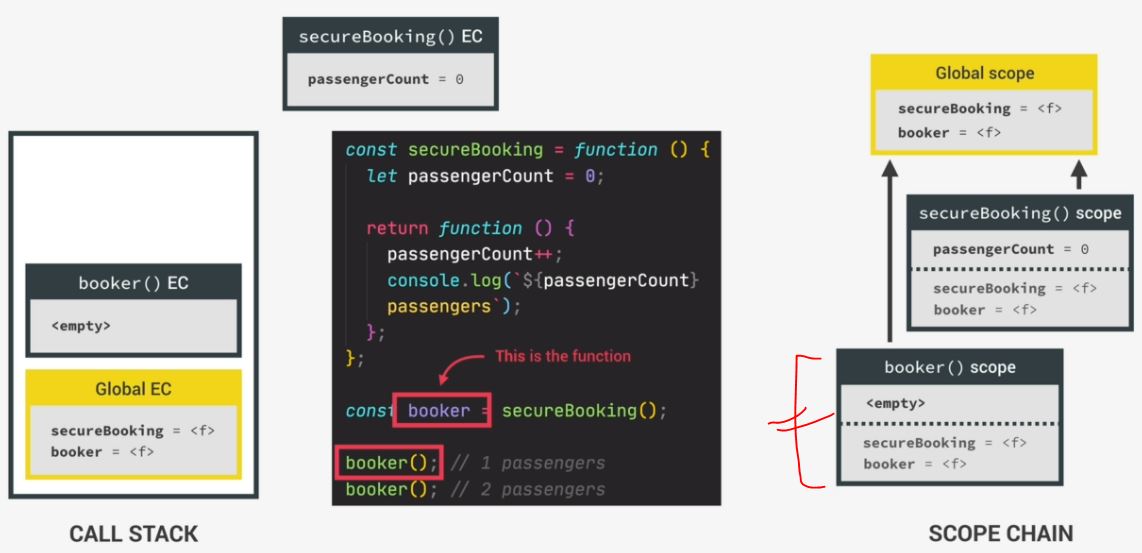 secureBooking() EC
passengerCount = 0
booker() EC
<empty>
Global EC
secureBooking = <f>
booker = <f>
CALL STACK
const secureBooking = function () {
let passengerCount = 0;
return function () {
passengerCount++;
console.log(`${passengerCount}
passengers`);
};
};
This is the function
const booker = secureBooking();
booker(); // 1 passengers
booker(); // 2 passengers
Global scope
secureBooking = <f>
booker = <f>
secureBooking() scope
passengerCount = 0
secureBooking = <f>
booker = <f>
booker() scope
<empty>
secureBooking = <f>
booker = <f>
SCOPE CHAIN